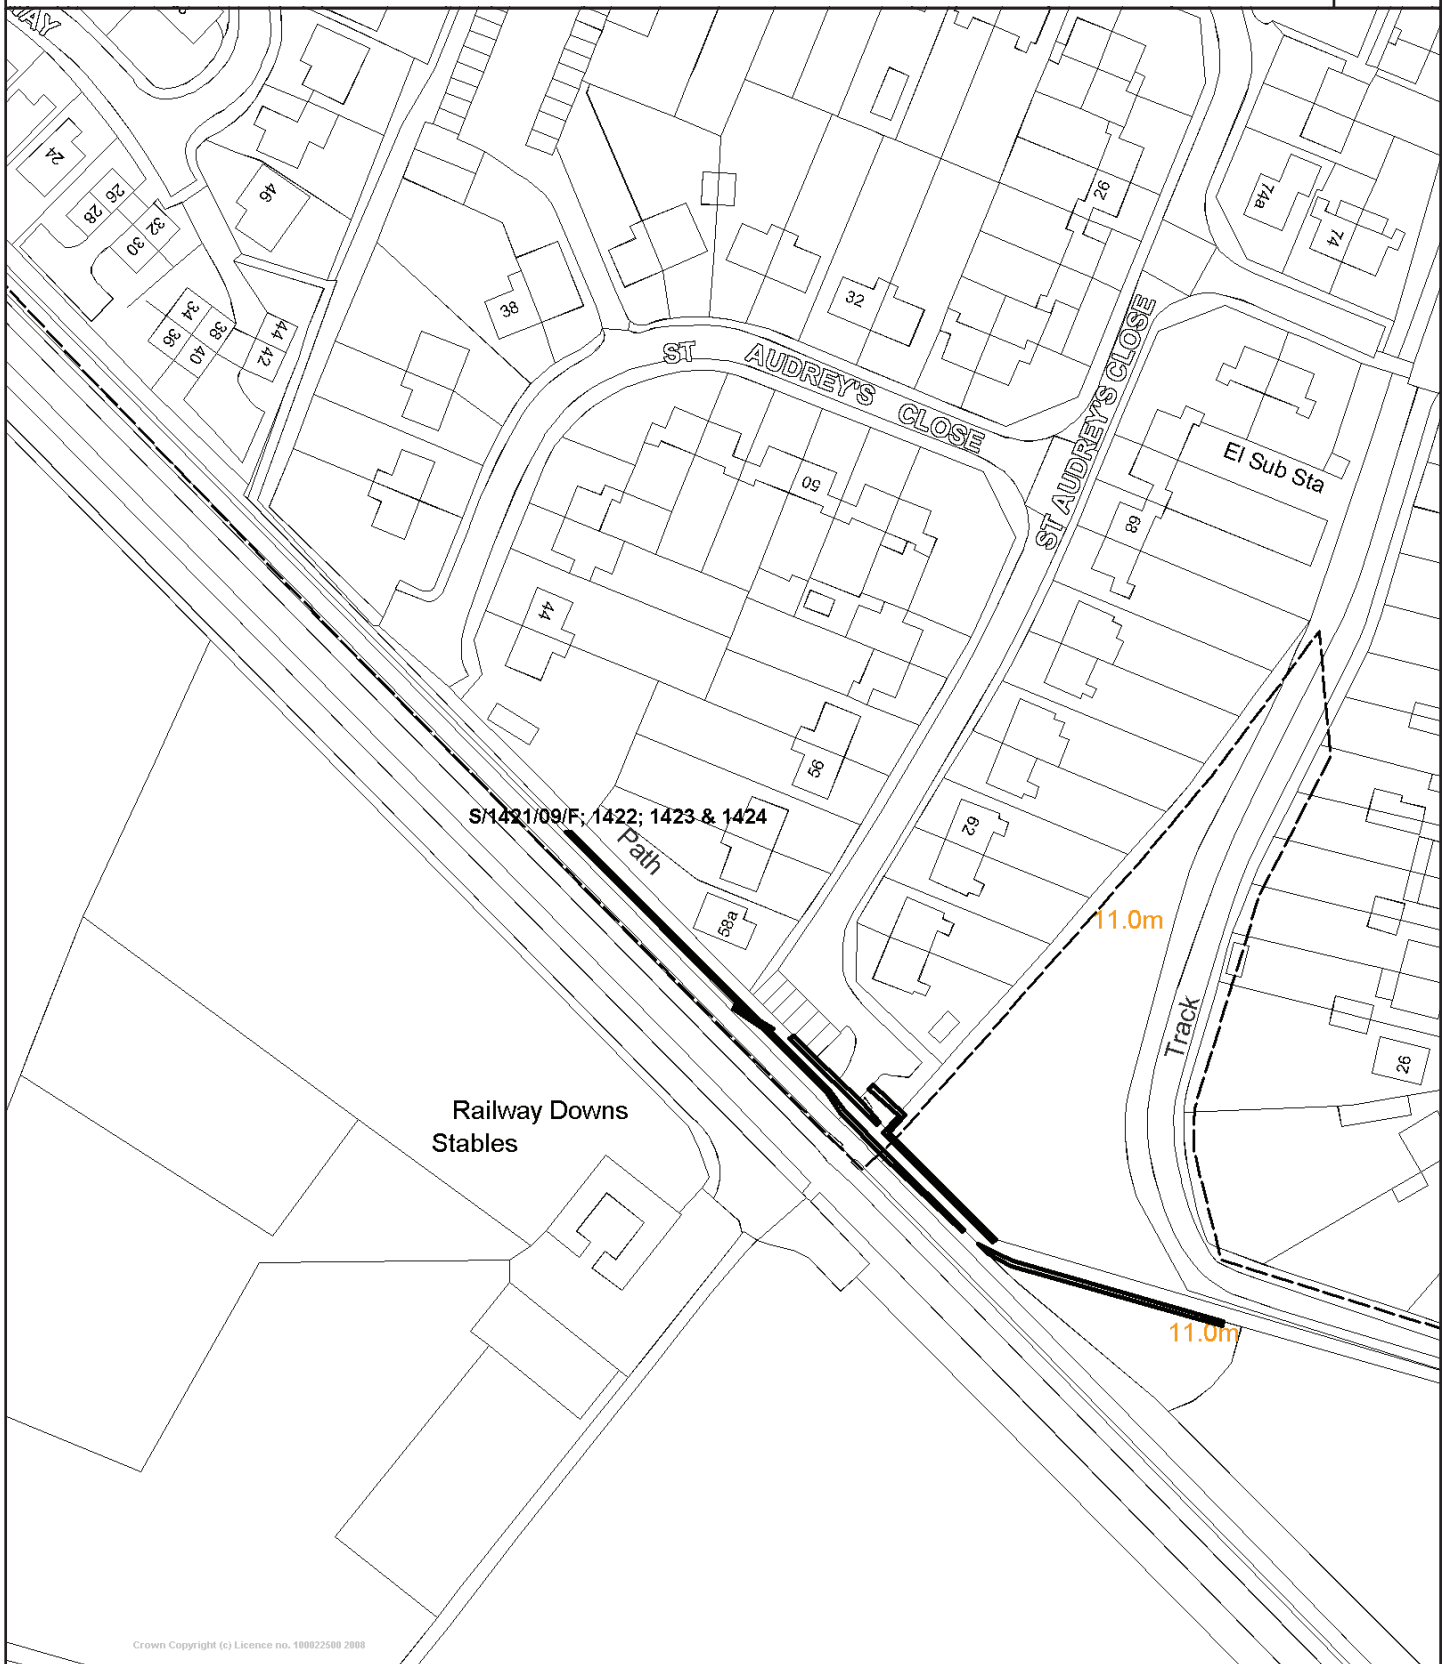 24
26
28
32
30
46
34
36
38
40
44
42
38
32
26
74a
74
ST AUDREY'S CLOSE
ST AUDREY'S CLOSE
El Sub Sta
50
68
44
56
62
S/1421/09/F; 1422; 1423 & 1424
Path
58a
11.0m
Track
26
Railway Downs
Stables
11.0m
Crown Copyright (c) Licence no. 100022500 2008